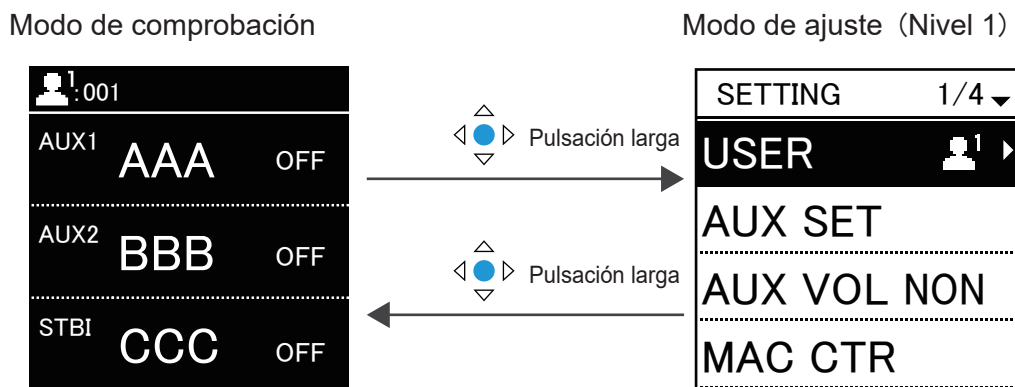 Modo de comprobación
Modo de ajuste（Nivel 1）
1:001
AUX1 AAA OFF
AUX2 BBB OFF
STBI CCC OFF
Pulsación larga
Pulsación larga
SETTING 1/4
USER 1
AUX SET
AUX VOL NON
MAC CTR